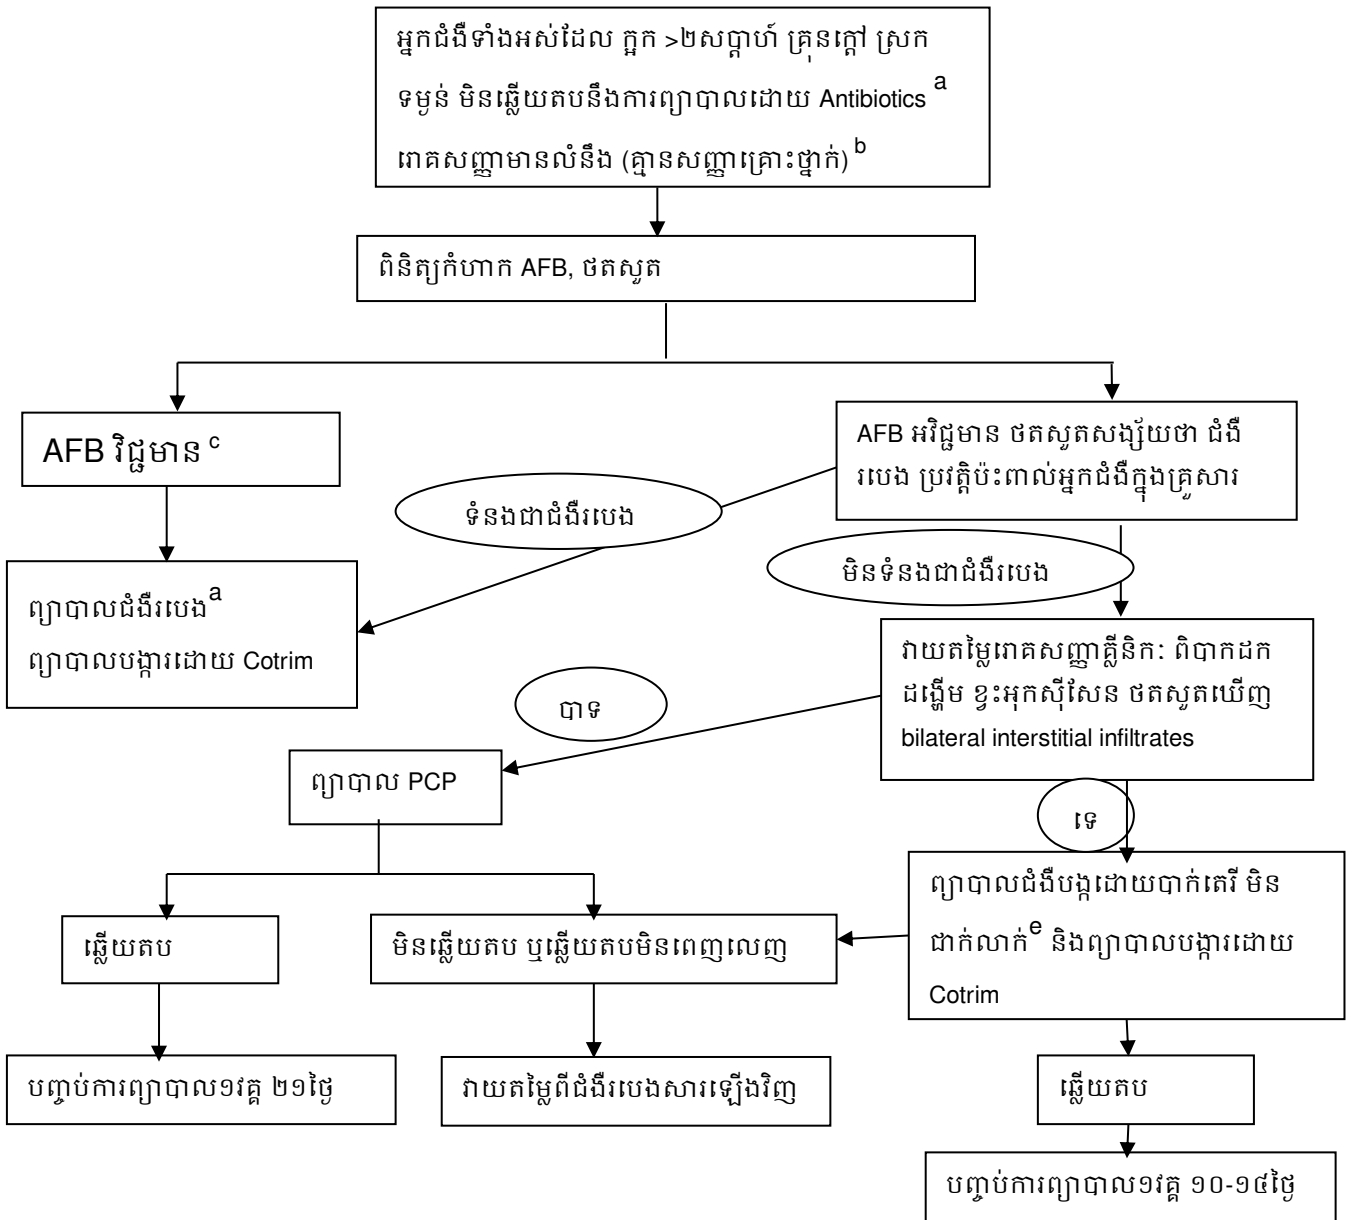 អ្នកជំងឺទាំងអស់ដែល ក្អក >២សប្តាហ៍ គ្រុនក្តៅ ស្រក
ទម្ងន់ មិនឆ្លើយតបនឹងការព្យាបាលដោយ Antibiotics a
រោគសញ្ញាមានលំនឹង (គ្មានសញ្ញាគ្រោះថ្នាក់) b
ពិនិត្យកំហាក AFB, ថតសួត
AFB វិជ្ជមាន c
AFB អវិជ្ជមាន ថតសួតសង្ស័យថា ជំងឺ
របេង ប្រវត្តិប៉ះពាល់អ្នកជំងឺក្នុងគ្រួសារ
ទំនងជាជំងឺរបេង
មិនទំនងជាជំងឺរបេង
ព្យាបាលជំងឺរបេង a
ព្យាបាលបង្ការដោយ Cotrim
វាយតម្លៃរោគសញ្ញាគ្លីនិក: ពិបាកដក
ដង្ហើម ខ្វះអុកស៊ីសែន ថតសួតឃើញ
bilateral interstitial infiltrates
បាទ
ព្យាបាល PCP
ទេ
ព្យាបាលជំងឺបង្កដោយបាក់តេរី មិន
ជាក់លាក់ e និងព្យាបាលបង្ការដោយ
Cotrim
ឆ្លើយតប
មិនឆ្លើយតប ឬឆ្លើយតបមិនពេញលេញ
បញ្ចប់ការព្យាបាល១វគ្គ ២១ថ្ងៃ
វាយតម្លៃពីជំងឺរបេងសារឡើងវិញ
ឆ្លើយតប
បញ្ចប់ការព្យាបាល១វគ្គ ១០-១៤ថ្ងៃ